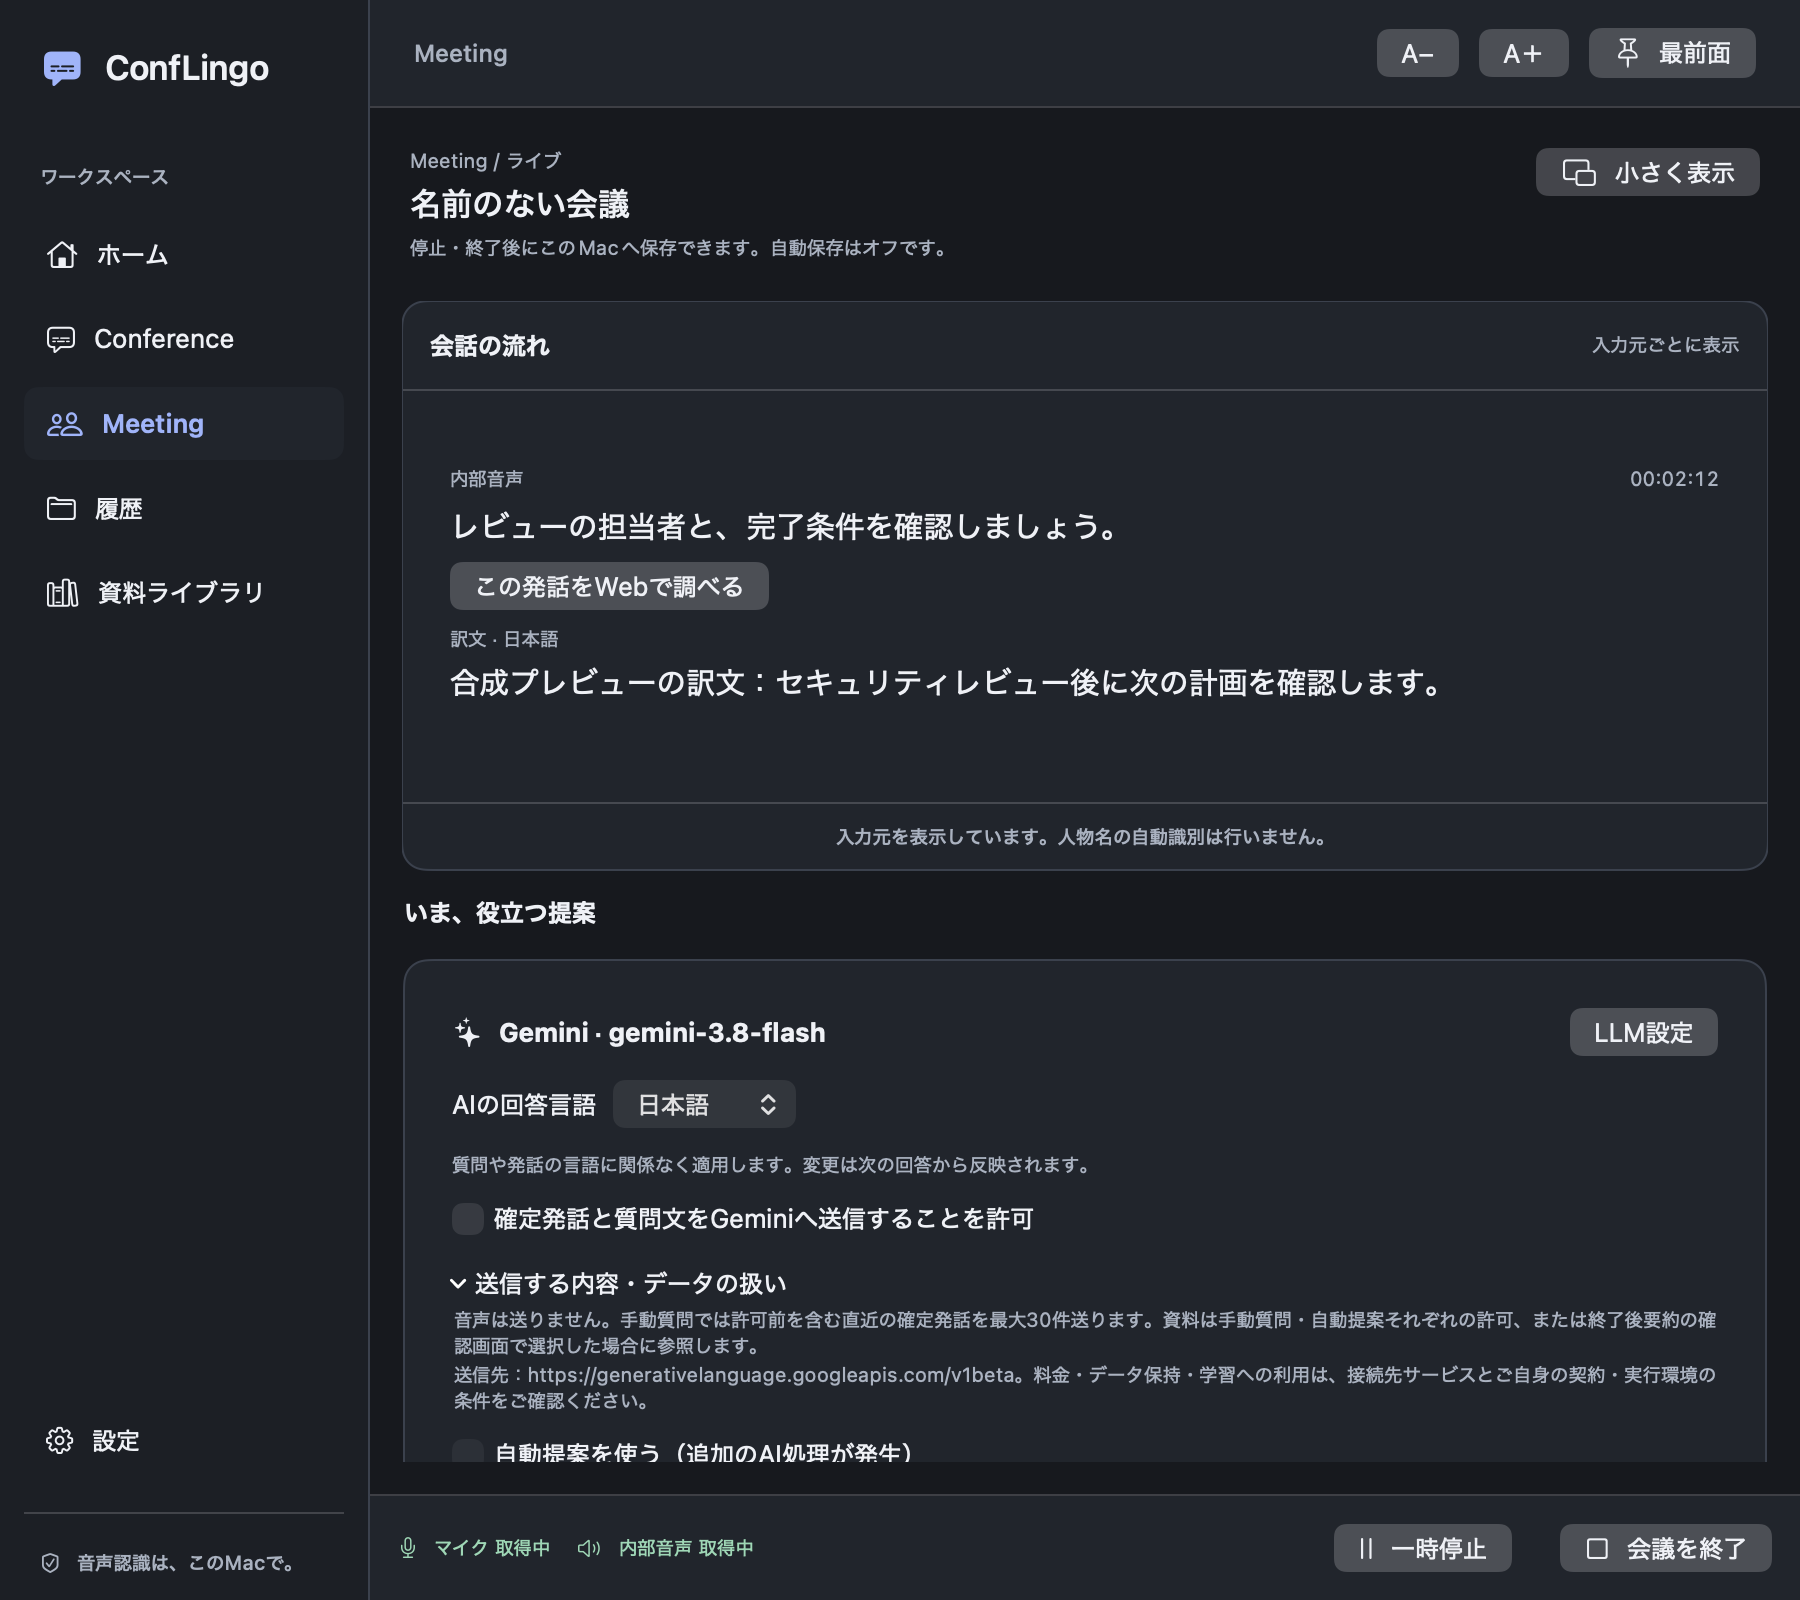 ConfLingo
ワークスペース
ホーム
Conference
Meeting
履歴
資料ライブラリ
設定
音声認識は、このMacで。
Meeting
A−
A+
最前面
Meeting / ライブ
名前のない会議
停止・終了後にこのMacへ保存できます。自動保存はオフです。
小さく表示
会話の流れ
入力元ごとに表示
内部音声
00:02:12
レビューの担当者と、完了条件を確認しましょう。
この発話をWebで調べる
訳文 · 日本語
合成プレビューの訳文：セキュリティレビュー後に次の計画を確認します。
入力元を表示しています。人物名の自動識別は行いません。
いま、役立つ提案
Gemini · gemini-3.8-flash
LLM設定
AIの回答言語
日本語
質問や発話の言語に関係なく適用します。変更は次の回答から反映されます。
確定発話と質問文をGeminiへ送信することを許可
送信する内容・データの扱い
音声は送りません。手動質問では許可前を含む直近の確定発話を最大30件送ります。資料は手動質問・自動提案それぞれの許可、または終了後要約の確
認画面で選択した場合に参照します。
送信先：https://generativelanguage.googleapis.com/v1beta。料金・データ保持・学習への利用は、接続先サービスとご自身の契約・実行環境の
条件をご確認ください。
自動提案を使う（追加のAI処理が発生）
マイク 取得中
内部音声 取得中
一時停止
会議を終了